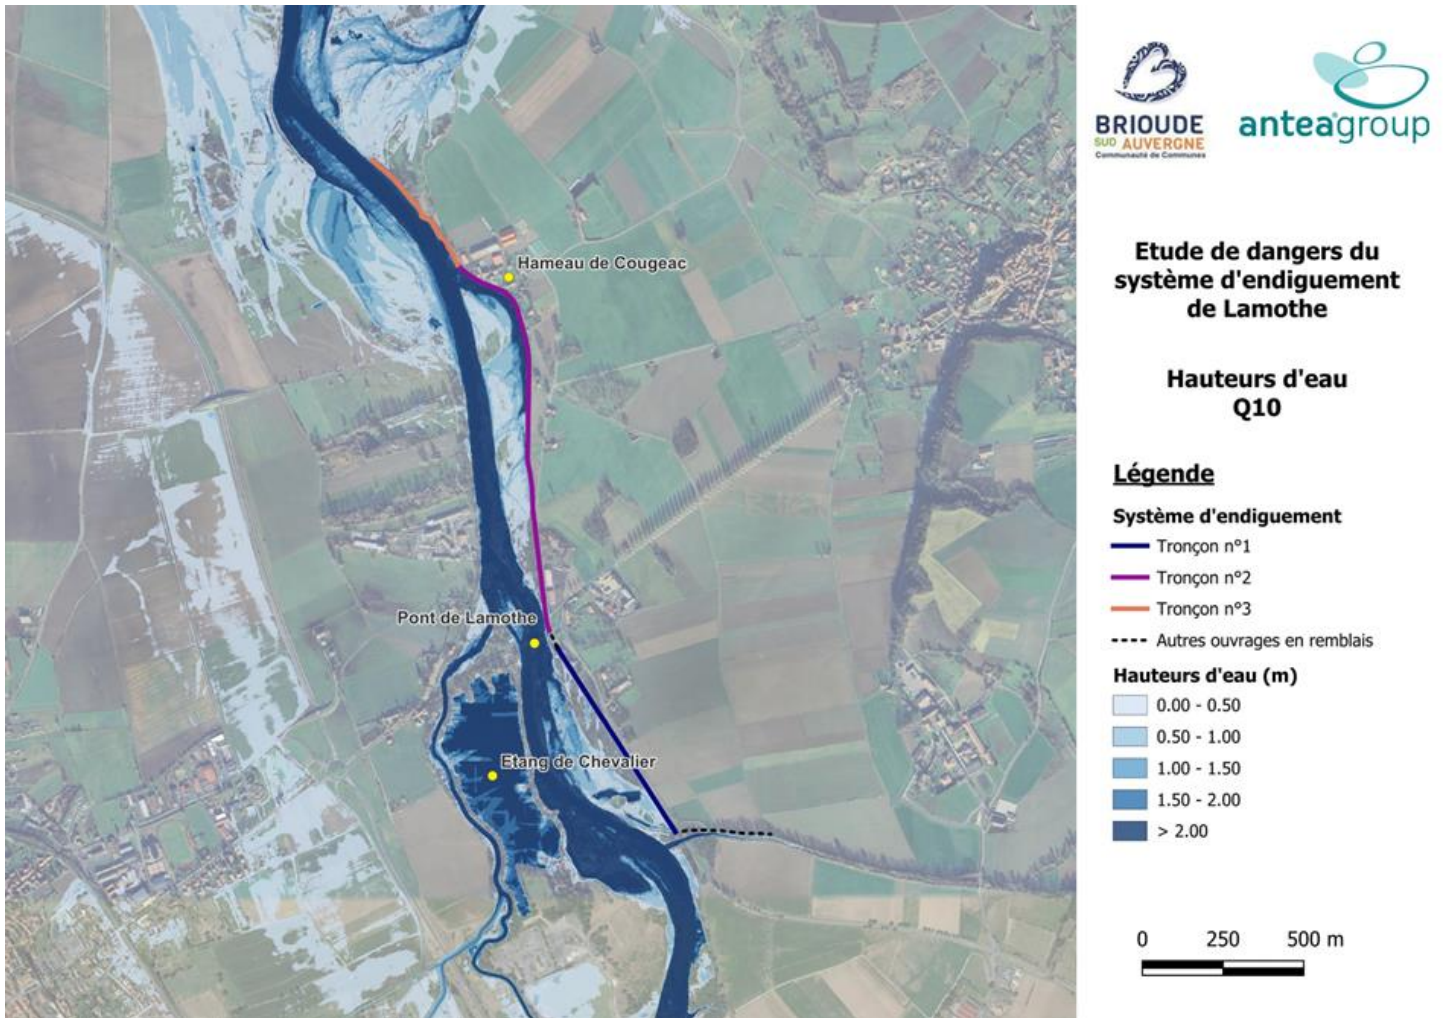 Hameau de Cougeac
Pont de Lamothe
Etang de Chevalier
BRIOUDE
SUD AUVERGNE
Communauté de Communes
anteagroup
Etude de dangers du
système d'endiguement
de Lamothe
Hauteurs d'eau
Q10
Légende
Système d'endiguement
Tronçon n°1
Tronçon n°2
Tronçon n°3
Autres ouvrages en remblais
Hauteurs d'eau (m)
0.00 - 0.50
0.50 - 1.00
1.00 - 1.50
1.50 - 2.00
> 2.00
0 250 500 m